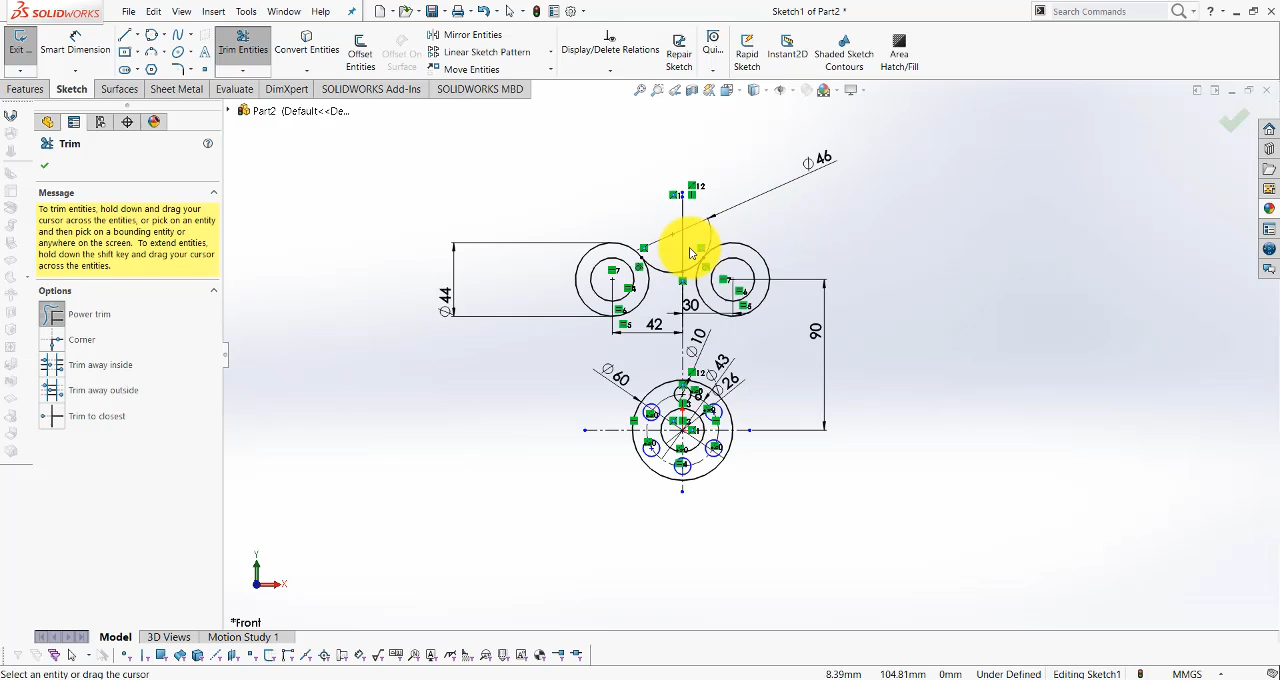 SOLIDWORKS File Edit View Insert Tools Window Help Sketch1 of Part2 * Search Commands ?
Exit ... Smart Dimension Trim Entities Convert Entities Offset Entities Offset On Surface Mirror Entities Linear Sketch Pattern Move Entities Display/Delete Relations Repair Sketch Qui... Rapid Sketch Instant2D Shaded Sketch Contours Area Hatch/Fill
Features Sketch Surfaces Sheet Metal Evaluate DimXpert SOLIDWORKS Add-Ins SOLIDWORKS MBD
Part2 (Default<<De...
Trim
Message
To trim entities, hold down and drag your
cursor across the entities, or pick on an entity
and then pick on a bounding entity or
anywhere on the screen. To extend entities,
hold down the shift key and drag your cursor
across the entities.
Options
Power trim
Corner
Trim away inside
Trim away outside
Trim to closest
∅46
12
∅44
30
42
90
∅10
∅43
∅26
∅60
12
Y
X
*Front
Model 3D Views Motion Study 1
Select an entity or drag the cursor 8.39mm 104.81mm 0mm Under Defined Editing Sketch1 MMGS